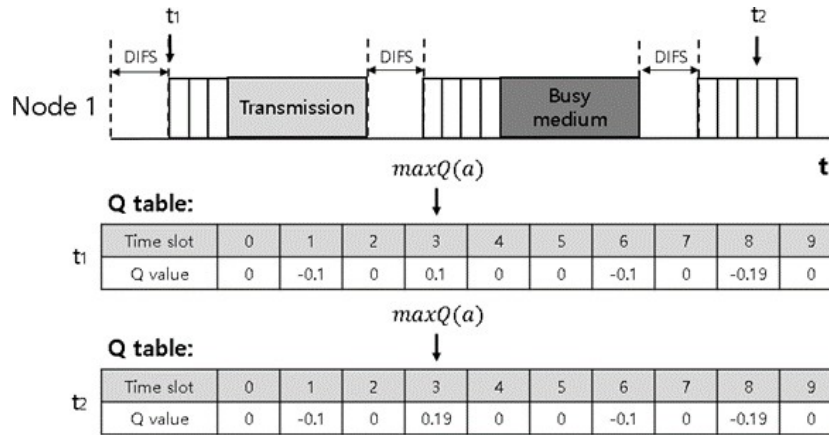 t1 t2
DIFS DIFS DIFS
Node 1 Transmission Busy medium
t
maxQ(a)
Q table:
t1 Time slot 0 1 2 3 4 5 6 7 8 9
Q value 0 -0.1 0 0.1 0 0 -0.1 0 -0.19 0
maxQ(a)
Q table:
t2 Time slot 0 1 2 3 4 5 6 7 8 9
Q value 0 -0.1 0 0.19 0 0 -0.1 0 -0.19 0